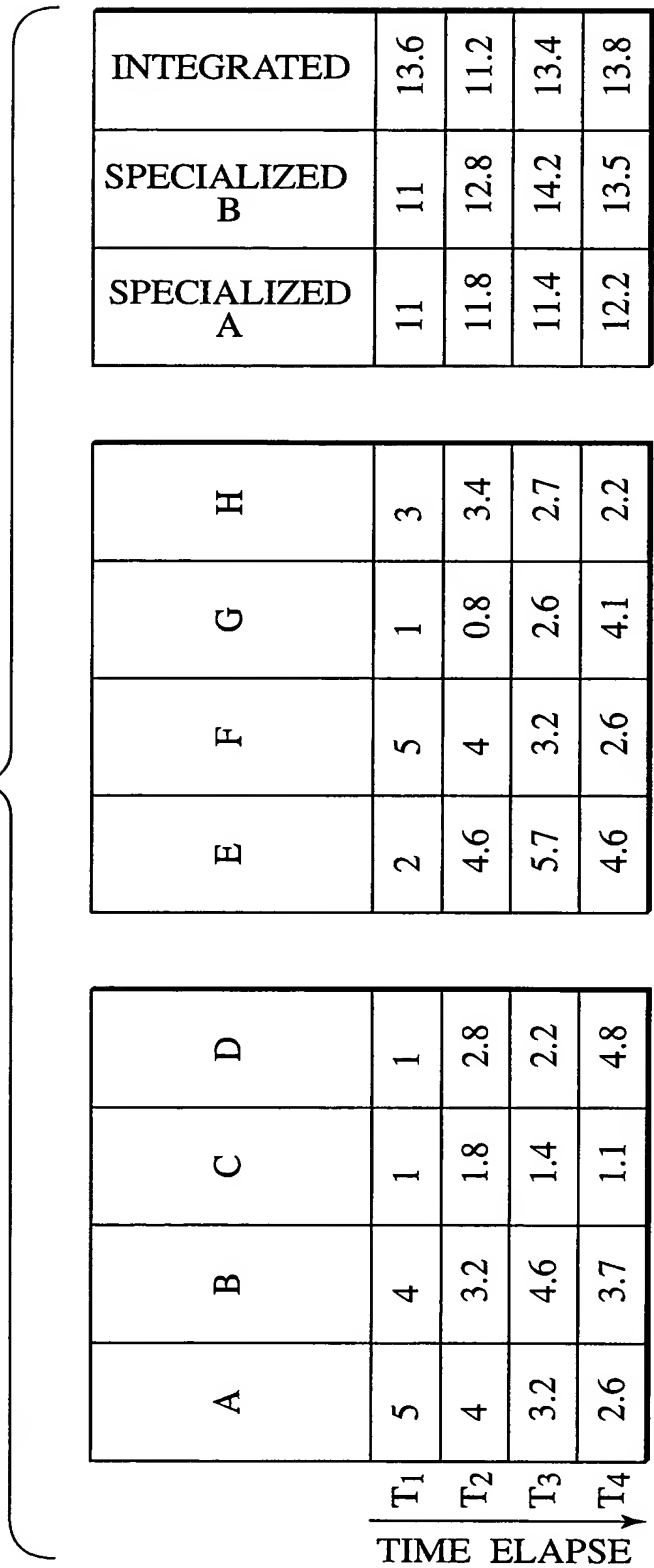 A B C D E F G H SPECIALIZED A SPECIALIZED B INTEGRATED
T1 5 4 1 1 2 5 1 3 11 11 13.6
T2 4 3.2 1.8 2.8 4.6 4 0.8 3.4 11.8 12.8 11.2
T3 3.2 4.6 1.4 2.2 5.7 3.2 2.6 2.7 11.4 14.2 13.4
T4 2.6 3.7 1.1 4.8 4.6 2.6 4.1 2.2 12.2 13.5 13.8
TIME ELAPSE